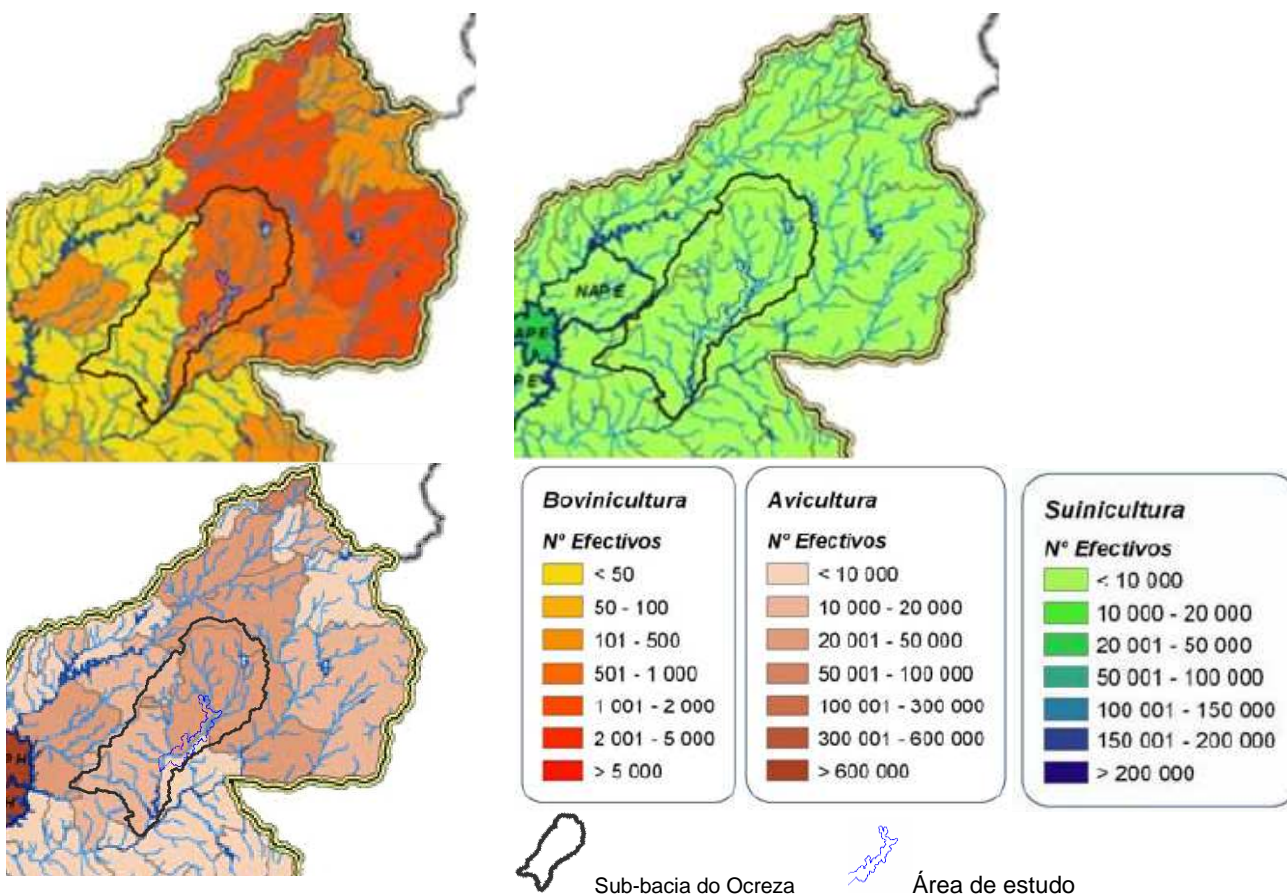 NAP-E
AP E
P E
P H
Bovinicultura
Nº Efectivos
< 50
50 - 100
101 - 500
501 - 1 000
1 001 - 2 000
2 001 - 5 000
> 5 000
Avicultura
Nº Efectivos
< 10 000
10 000 - 20 000
20 001 - 50 000
50 001 - 100 000
100 001 - 300 000
300 001 - 600 000
> 600 000
Suinicultura
Nº Efectivos
< 10 000
10 000 - 20 000
20 001 - 50 000
50 001 - 100 000
100 001 - 150 000
150 001 - 200 000
> 200 000
Sub-bacia do Ocreza
Área de estudo